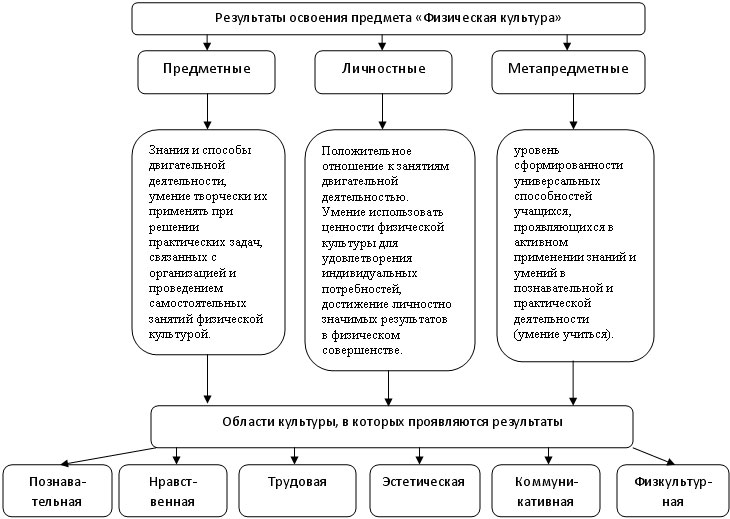 Результаты освоения предмета «Физическая культура»
Предметные
Личностные
Метапредметные
Знания и способы
двигательной
деятельности,
умение творчески их
применять при
решении
практических задач,
связанных с
организацией и
проведением
самостоятельных
занятий физической
культурой.
Положительное
отношение к занятиям
двигательной
деятельностью.
Умение использовать
ценности физической
культуры для
удовлетворения
индивидуальных
потребностей,
достижение личностно
значимых результатов
в физическом
совершенстве.
уровень
сформированности
универсальных
способностей
учащихся,
проявляющихся в
активном
применении знаний и
умений в
познавательной и
практической
деятельности
(умение учиться).
Области культуры, в которых проявляются результаты
Познава-
тельная
Нравст-
венная
Трудовая
Эстетическая
Коммуни-
кативная
Физкультур-
ная